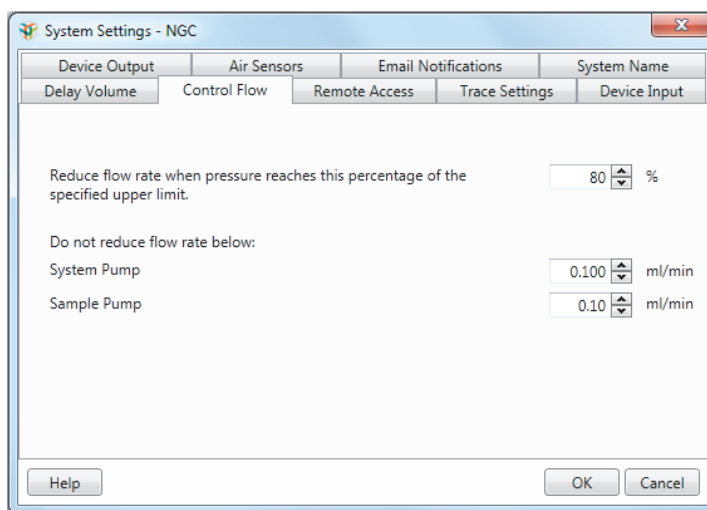 System Settings - NGC
Device Output Air Sensors Email Notifications System Name
Delay Volume Control Flow Remote Access Trace Settings Device Input
Reduce flow rate when pressure reaches this percentage of the 80 %
specified upper limit.
Do not reduce flow rate below:
System Pump 0.100 ml/min
Sample Pump 0.10 ml/min
Help OK Cancel